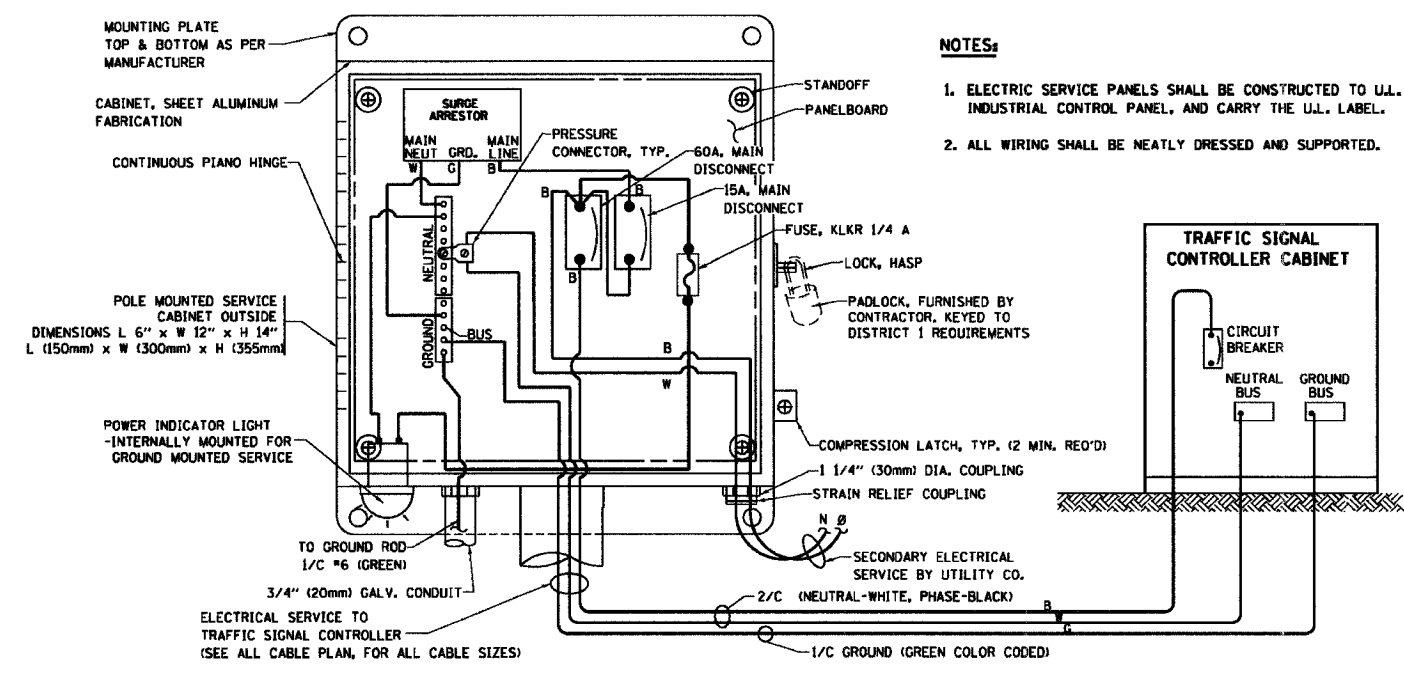 MOUNTING PLATE
TOP & BOTTOM AS PER
MANUFACTURER
CABINET, SHEET ALUMINUM
FABRICATION
CONTINUOUS PIANO HINGE
POLE MOUNTED SERVICE
CABINET OUTSIDE
DIMENSIONS L 6" x W 12" x H 14"
L (150mm) x W (300mm) x H (355mm)
POWER INDICATOR LIGHT
-INTERNALLY MOUNTED FOR
GROUND MOUNTED SERVICE
SURGE
ARRESTOR
MAIN
NEUT
GRD.
MAIN
LINE
W
G
B
PRESSURE
CONNECTOR, TYP.
60A, MAIN
DISCONNECT
15A, MAIN
DISCONNECT
B
B
B
NEUTRAL
GROUND
BUS
B
W
STANDOFF
PANELBOARD
FUSE, KLKR 1/4 A
LOCK, HASP
PADLOCK, FURNISHED BY
CONTRACTOR, KEYED TO
DISTRICT 1 REQUIREMENTS
COMPRESSION LATCH, TYP. (2 MIN. REQ'D)
1 1/4" (30mm) DIA. COUPLING
STRAIN RELIEF COUPLING
N Ø
SECONDARY ELECTRICAL
SERVICE BY UTILITY CO.
TO GROUND ROD
1/C #6 (GREEN)
3/4" (20mm) GALV. CONDUIT
ELECTRICAL SERVICE TO
TRAFFIC SIGNAL CONTROLLER
(SEE ALL CABLE PLAN, FOR ALL CABLE SIZES)
2/C (NEUTRAL-WHITE, PHASE-BLACK)
B
W
G
1/C GROUND (GREEN COLOR CODED)
NOTES:
1. ELECTRIC SERVICE PANELS SHALL BE CONSTRUCTED TO U.L.
INDUSTRIAL CONTROL PANEL, AND CARRY THE U.L. LABEL.
2. ALL WIRING SHALL BE NEATLY DRESSED AND SUPPORTED.
TRAFFIC SIGNAL
CONTROLLER CABINET
CIRCUIT
BREAKER
NEUTRAL
BUS
GROUND
BUS